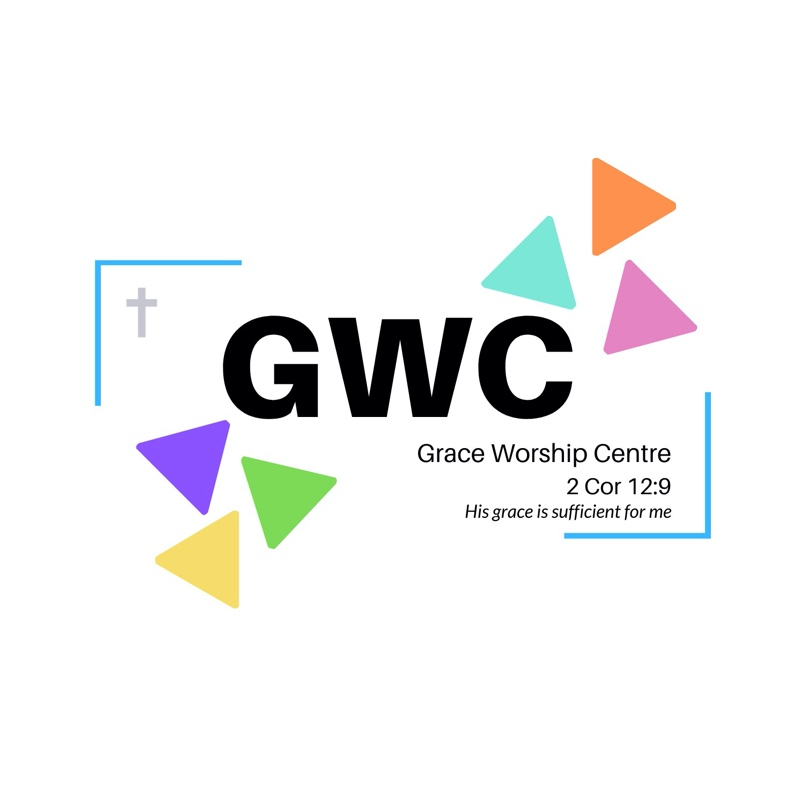 GWC
Grace Worship Centre
2 Cor 12:9
His grace is sufficient for me